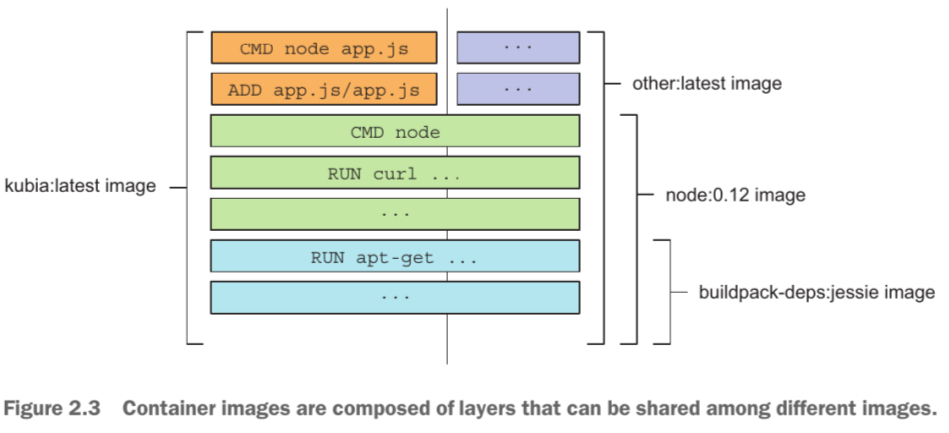 CMD node app.js
...
ADD app.js/app.js
...
other:latest image
CMD node
kubia:latest image
RUN curl ...
node:0.12 image
...
RUN apt-get ...
buildpack-deps:jessie image
...
Figure 2.3 Container images are composed of layers that can be shared among different images.